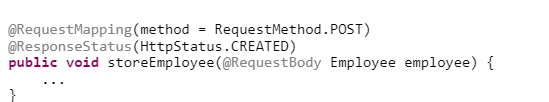 @RequestMapping(method = RequestMethod.POST)
@ResponseStatus(HttpStatus.CREATED)
public void storeEmployee(@RequestBody Employee employee) {
    ...
}